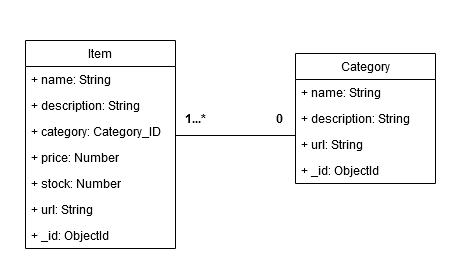 Item
+ name: String
+ description: String
+ category: Category_ID
+ price: Number
+ stock: Number
+ url: String
+ _id: ObjectId
1...*
0
Category
+ name: String
+ description: String
+ url: String
+ _id: ObjectId